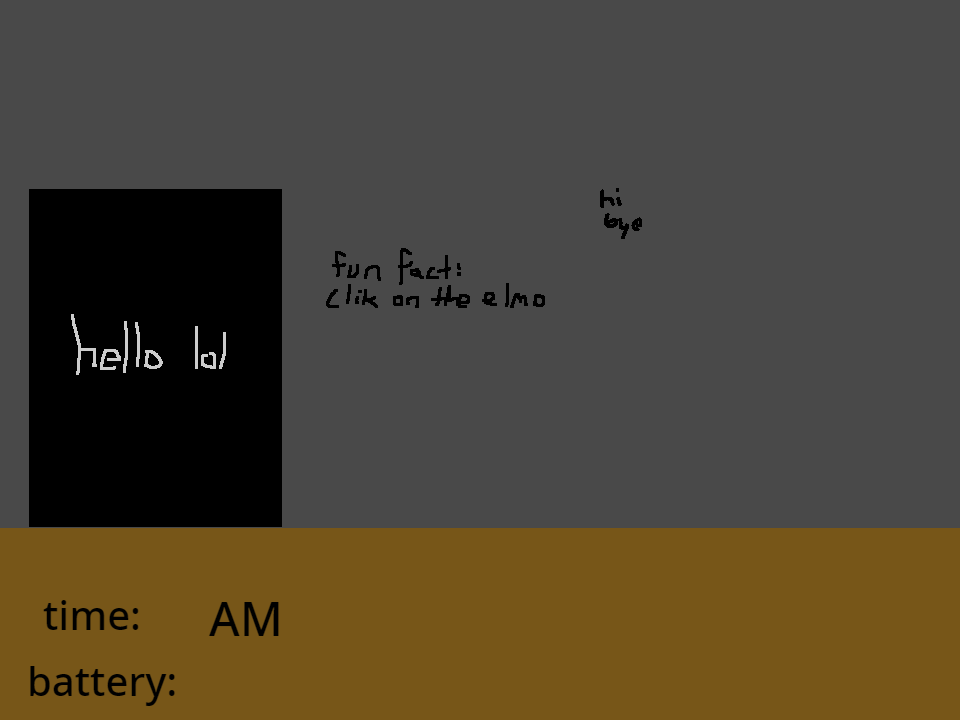 hi
bye
fun fact:
clik on the elmo
hello lol
time: AM
battery: